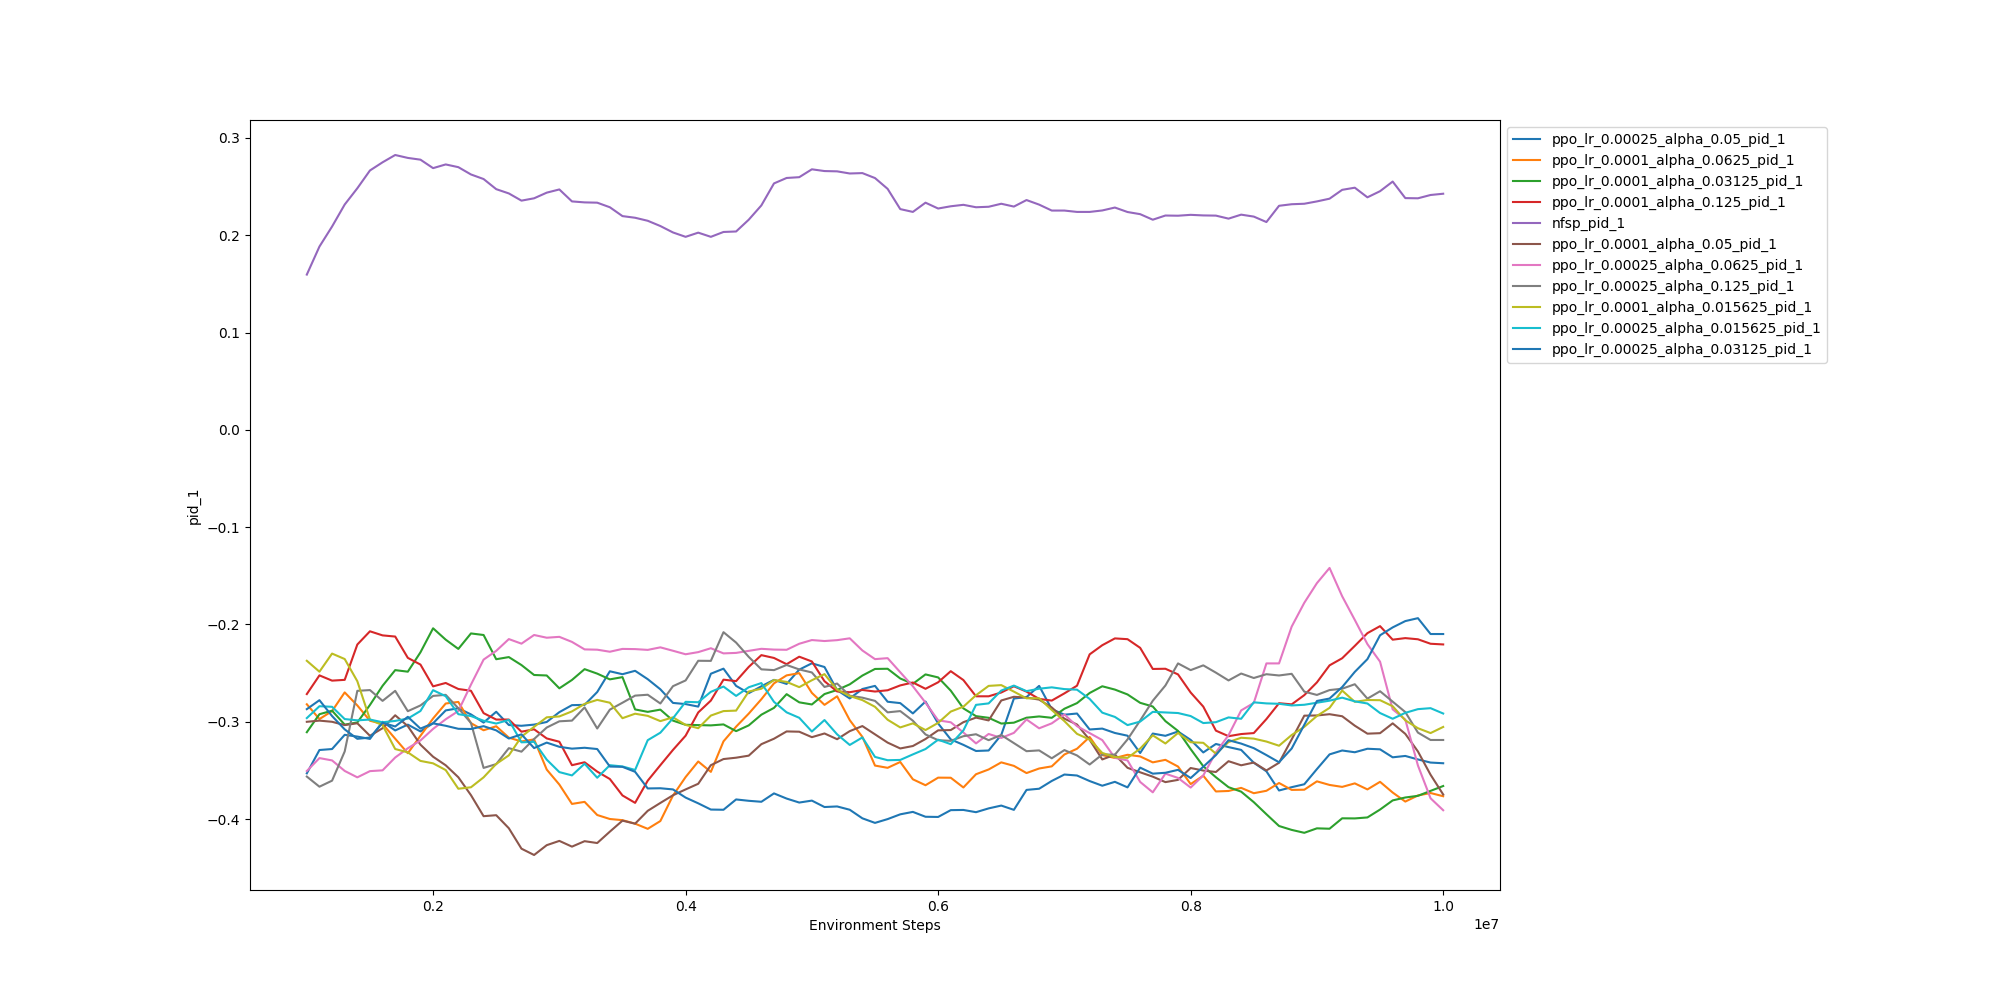 0.3
0.2
0.1
0.0
−0.1
−0.2
−0.3
−0.4
pid_1
0.2
0.4
0.6
0.8
1.0
1e7
Environment Steps
ppo_lr_0.00025_alpha_0.05_pid_1
ppo_lr_0.0001_alpha_0.0625_pid_1
ppo_lr_0.0001_alpha_0.03125_pid_1
ppo_lr_0.0001_alpha_0.125_pid_1
nfsp_pid_1
ppo_lr_0.0001_alpha_0.05_pid_1
ppo_lr_0.00025_alpha_0.0625_pid_1
ppo_lr_0.00025_alpha_0.125_pid_1
ppo_lr_0.0001_alpha_0.015625_pid_1
ppo_lr_0.00025_alpha_0.015625_pid_1
ppo_lr_0.00025_alpha_0.03125_pid_1